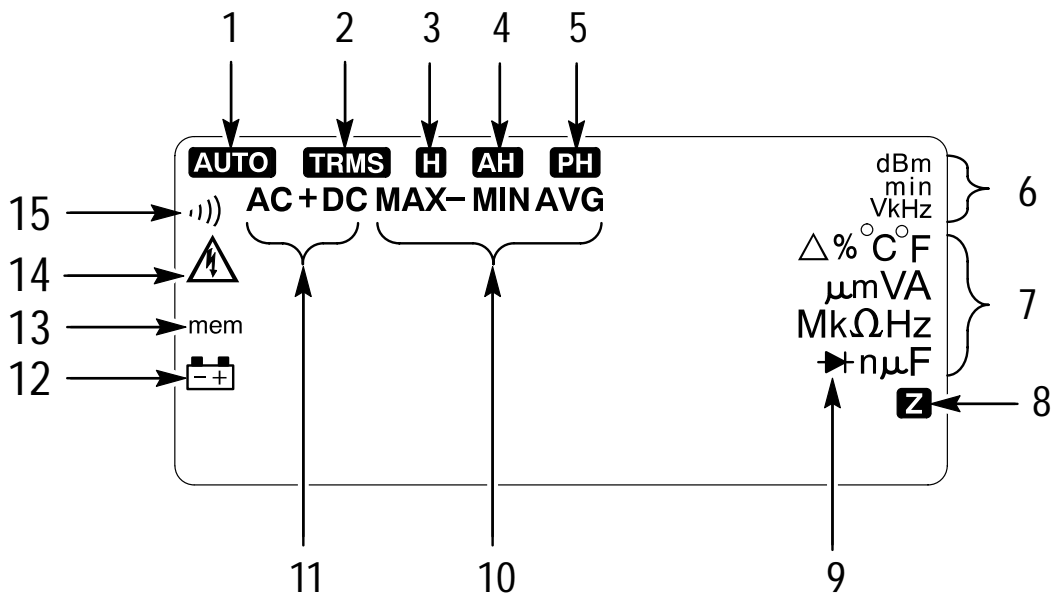 1 2 3 4 5
AUTO TRMS H AH PH
AC+DC MAX–MIN AVG
dBm
min
VkHz
6
15
△%°C°F
14
μmVA
7
13
mem
MkΩHz
12
- +
nμF
Z
8
11 10 9